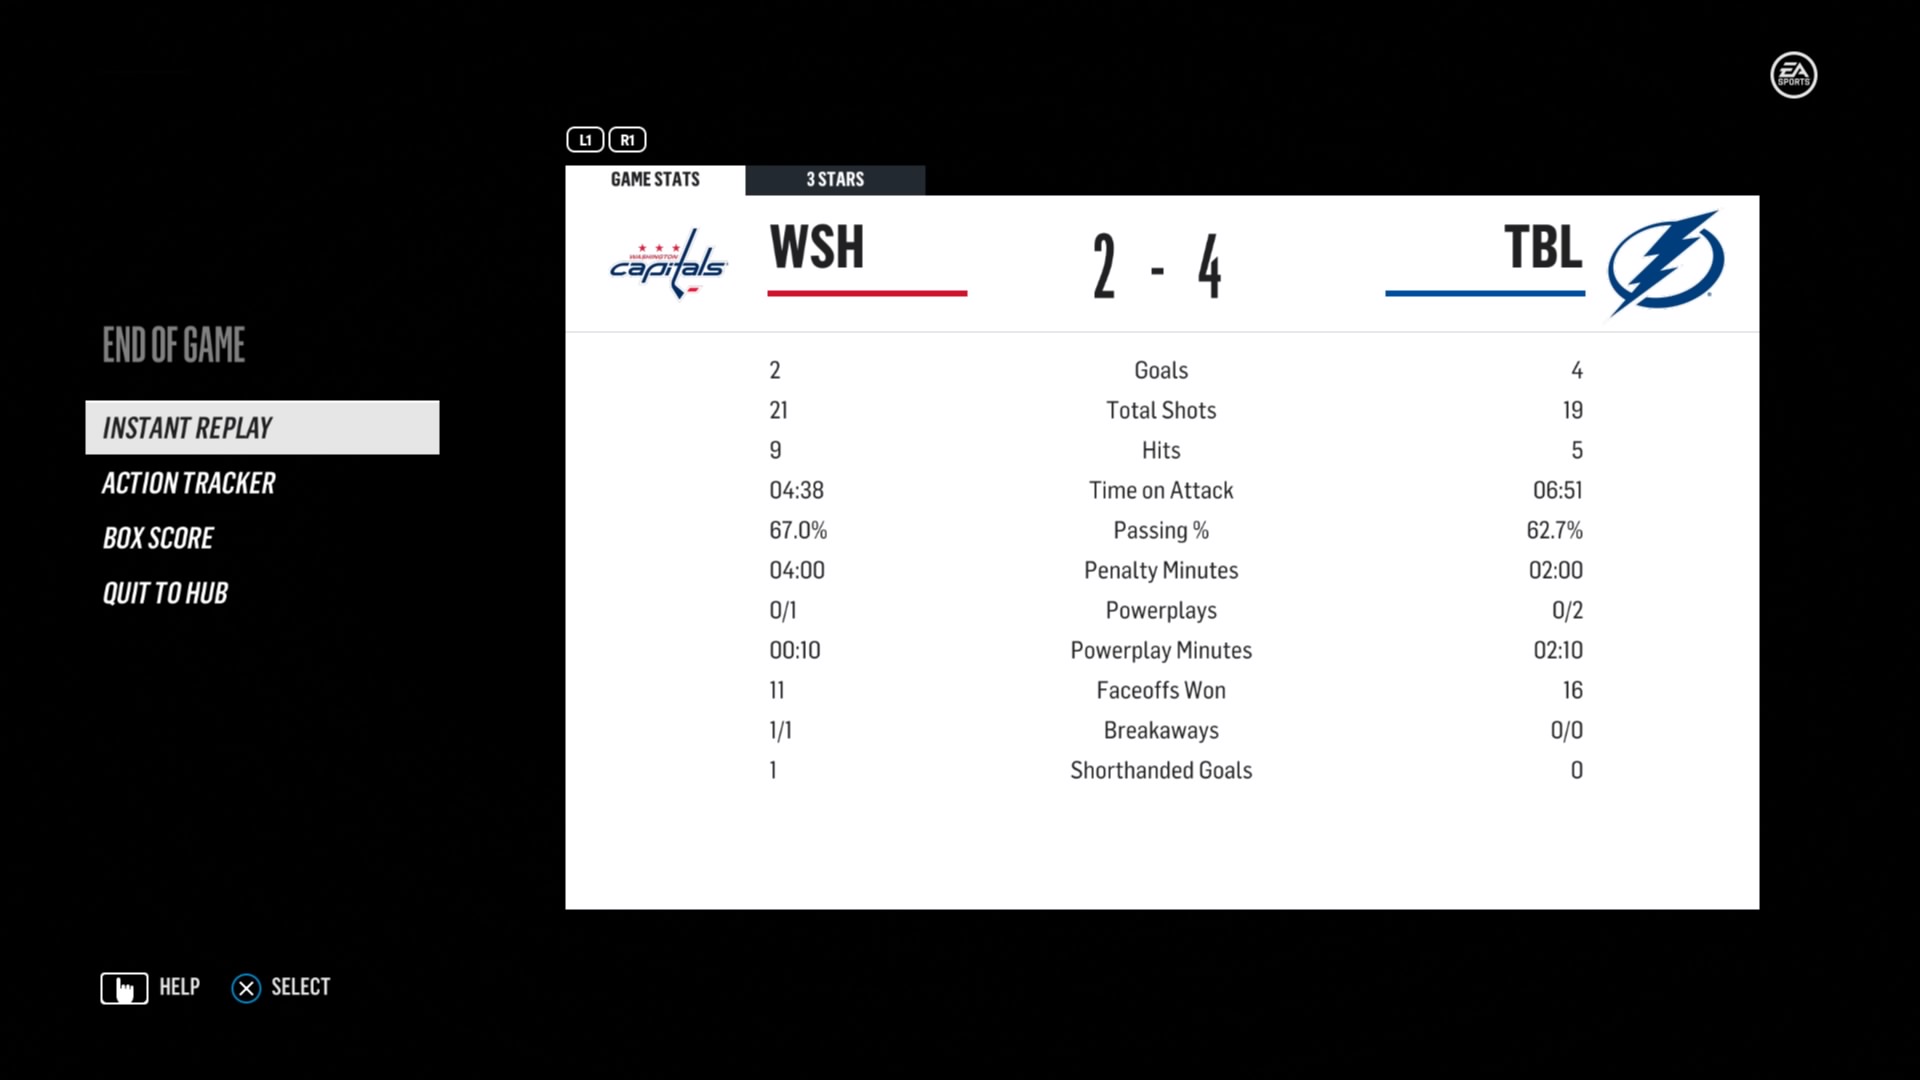 EA
SPORTS
L1 R1
GAME STATS 3 STARS
WASHINGTON
capitals
WSH 2 - 4 TBL
END OF GAME
INSTANT REPLAY
ACTION TRACKER
BOX SCORE
QUIT TO HUB
2 Goals 4
21 Total Shots 19
9 Hits 5
04:38 Time on Attack 06:51
67.0% Passing % 62.7%
04:00 Penalty Minutes 02:00
0/1 Powerplays 0/2
00:10 Powerplay Minutes 02:10
11 Faceoffs Won 16
1/1 Breakaways 0/0
1 Shorthanded Goals 0
HELP SELECT